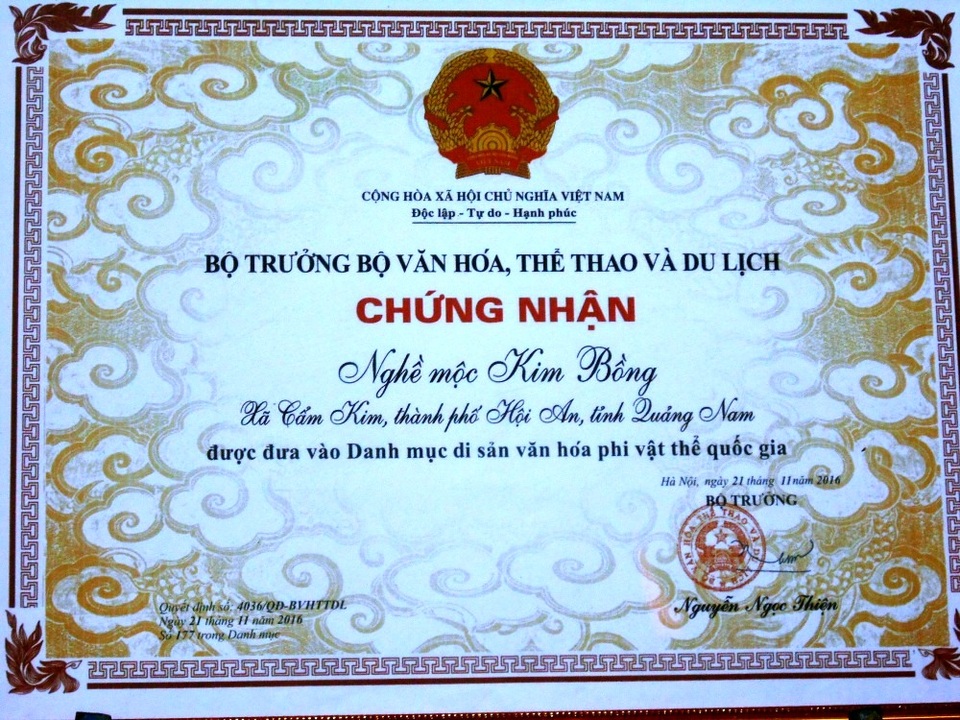 CỘNG HÒA XÃ HỘI CHỦ NGHĨA VIỆT NAM
Độc lập - Tự do - Hạnh phúc
BỘ TRƯỞNG BỘ VĂN HÓA, THỂ THAO VÀ DU LỊCH
CHỨNG NHẬN
Nghề mộc Kim Bồng
Xã Cẩm Kim, thành phố Hội An, tỉnh Quảng Nam
được đưa vào Danh mục di sản văn hóa phi vật thể quốc gia
Hà Nội, ngày 21 tháng 11 năm 2016
BỘ TRƯỞNG
Nguyễn Ngọc Thiện
Quyết định số: 4036/QĐ-BVHTTDL
Ngày 21 tháng 11 năm 2016
Số 177 trong Danh mục